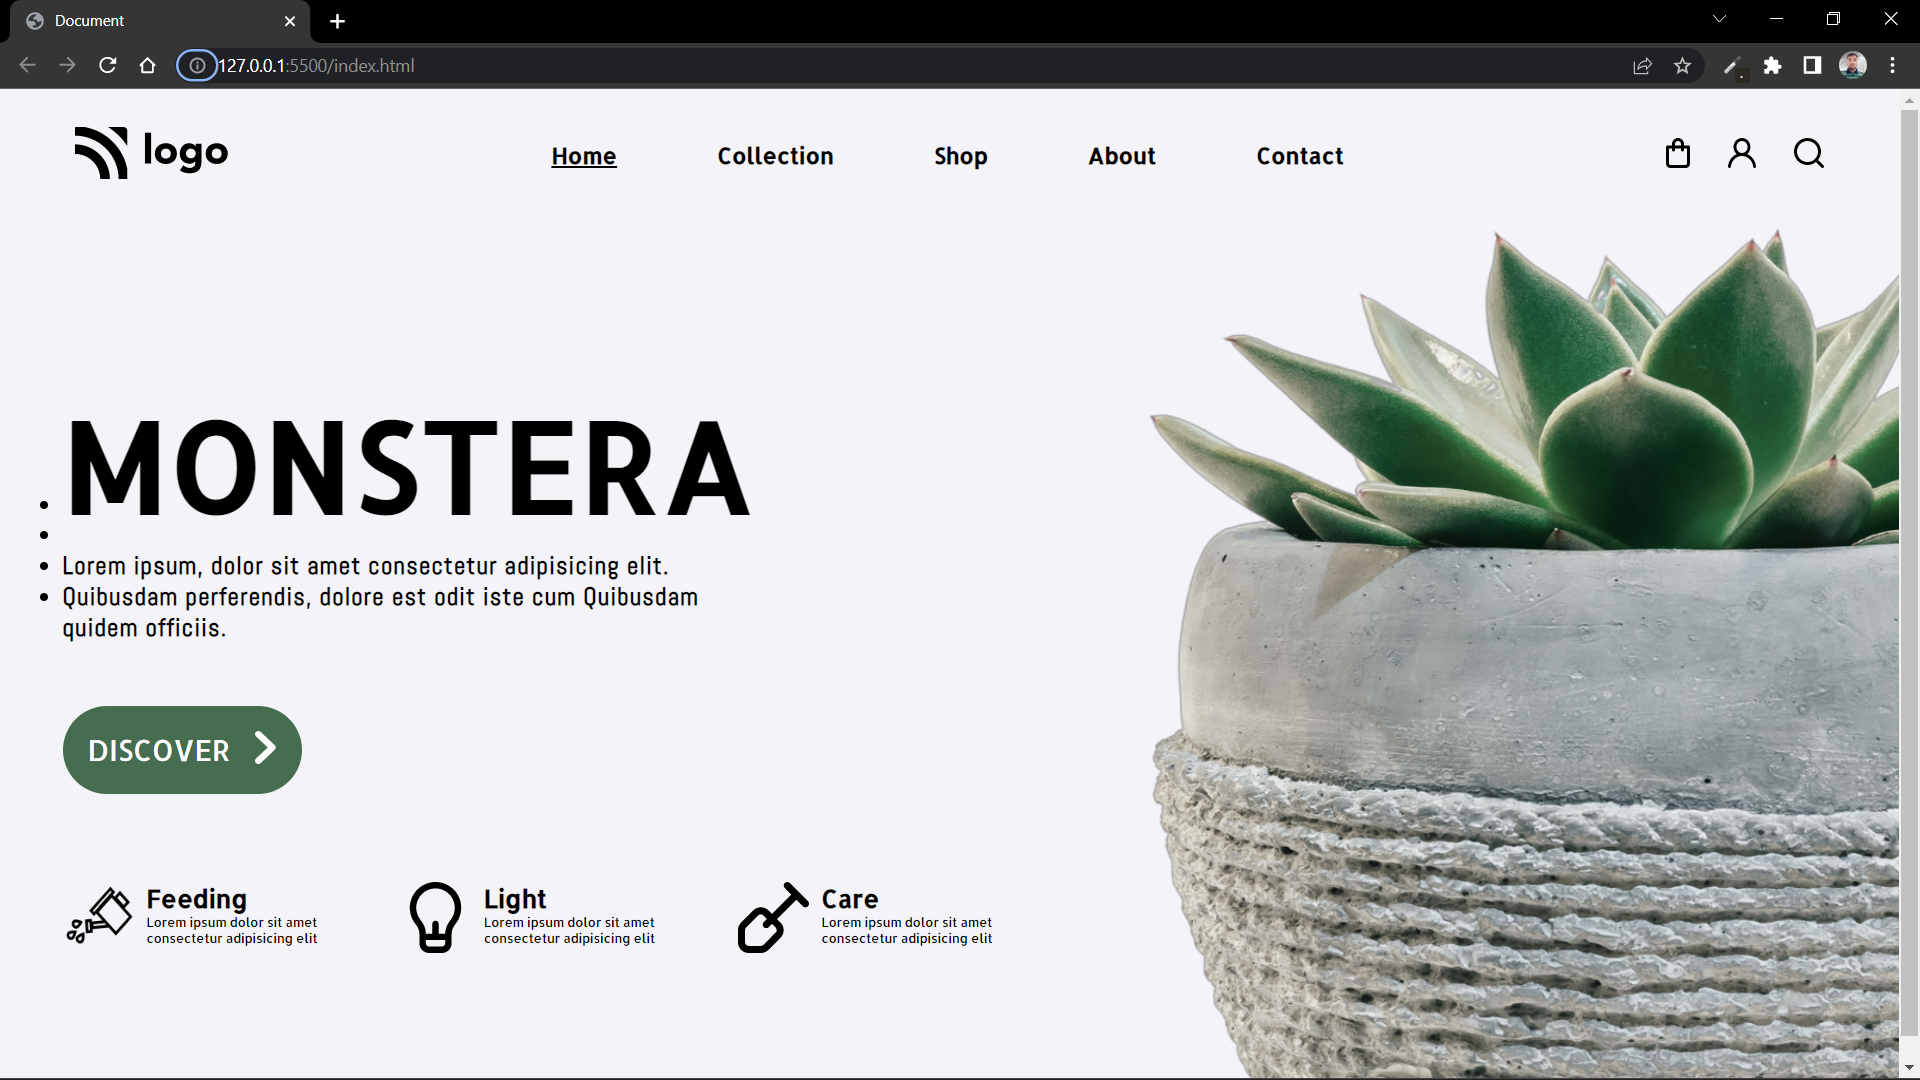 Document
127.0.0.1:5500/index.html
logo
Home
Collection
Shop
About
Contact
MONSTERA
Lorem ipsum, dolor sit amet consectetur adipisicing elit.
Quibusdam perferendis, dolore est odit iste cum Quibusdam
quidem officiis.
DISCOVER
Feeding
Lorem ipsum dolor sit amet
consectetur adipisicing elit
Light
Lorem ipsum dolor sit amet
consectetur adipisicing elit
Care
Lorem ipsum dolor sit amet
consectetur adipisicing elit